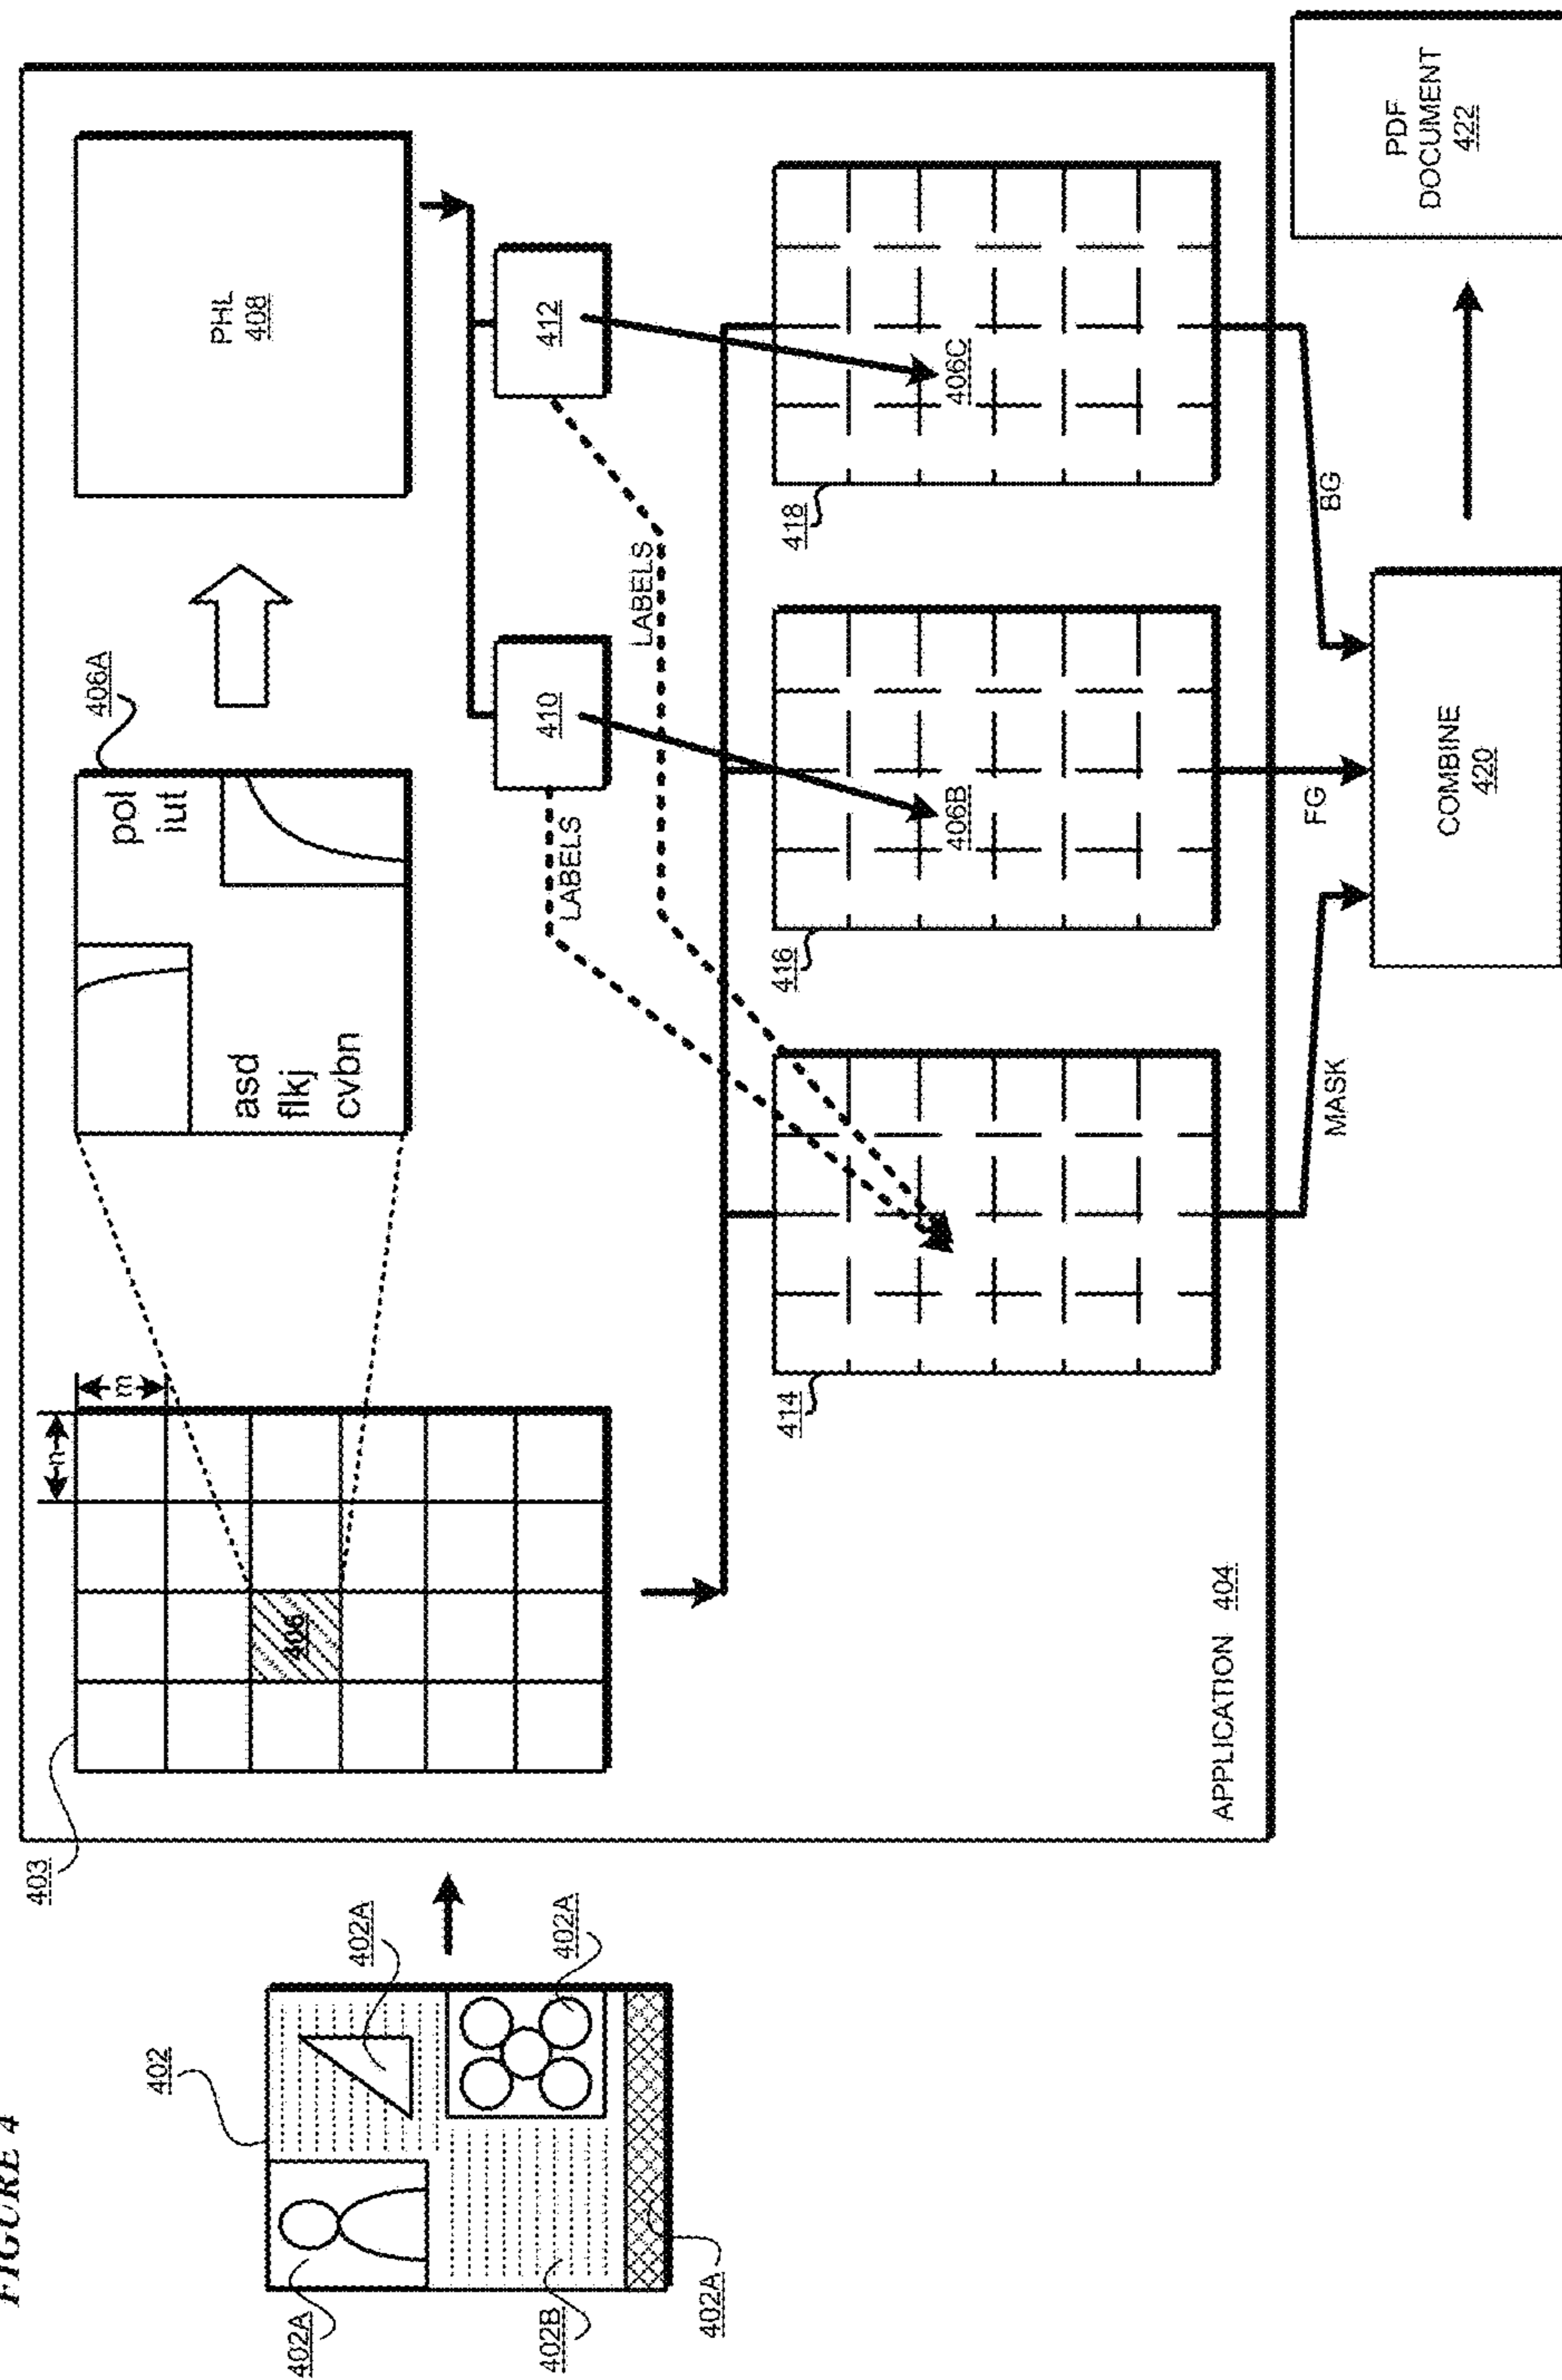 FIGURE 4
402
402A
402A
402A
402B
402A
403
n
m
406
406A
pol
iut
asd
flkj
cvbn
PHL
408
410
412
LABELS
LABELS
414
416
418
406B
406C
APPLICATION 404
MASK
FG
BG
COMBINE
420
PDF
DOCUMENT
422